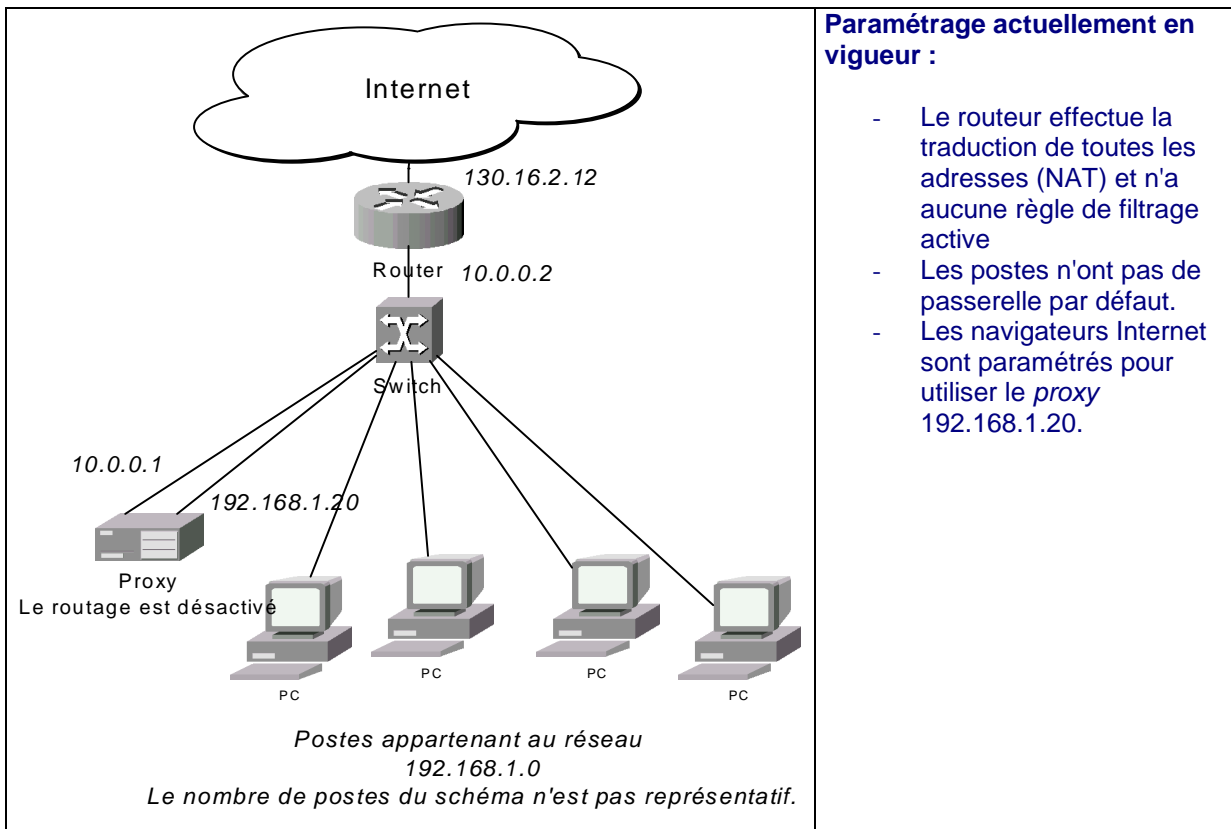 Internet
130.16.2.12
Router
10.0.0.2
Switch
10.0.0.1
192.168.1.20
Proxy
Le routage est désactivé
PC
PC
PC
PC
Postes appartenant au réseau
192.168.1.0
Le nombre de postes du schéma n'est pas représentatif.
Paramétrage actuellement en
vigueur :
- Le routeur effectue la
traduction de toutes les
adresses (NAT) et n'a
aucune règle de filtrage
active
- Les postes n'ont pas de
passerelle par défaut.
- Les navigateurs Internet
sont paramétrés pour
utiliser le proxy
192.168.1.20.